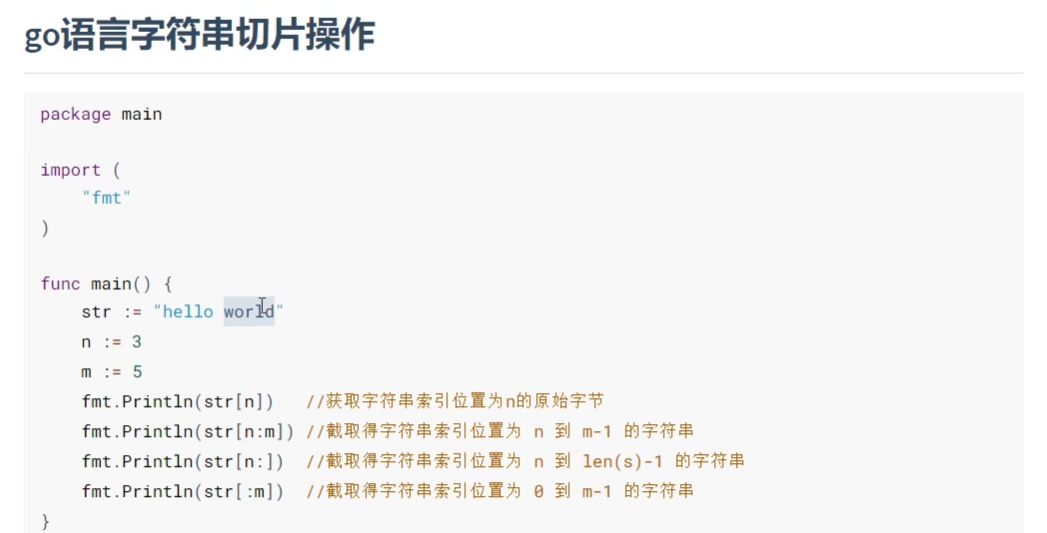 go语言字符串切片操作
package main
import (
    "fmt"
)
func main() {
    str := "hello world"
    n := 3
    m := 5
    fmt.Println(str[n])   //获取字符串索引位置为n的原始字节
    fmt.Println(str[n:m]) //截取得字符串索引位置为 n 到 m-1 的字符串
    fmt.Println(str[n:])  //截取得字符串索引位置为 n 到 len(s)-1 的字符串
    fmt.Println(str[:m])  //截取得字符串索引位置为 0 到 m-1 的字符串
}